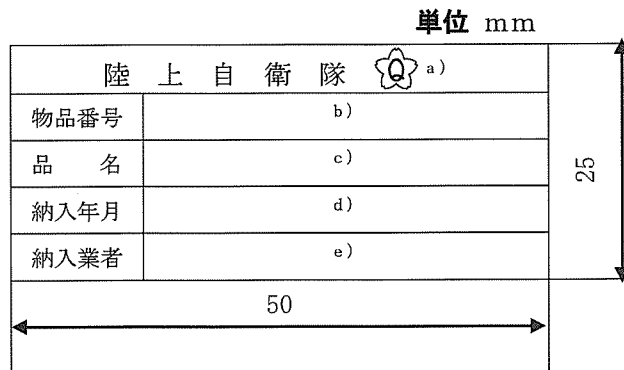 単位 mm
陸上自衛隊 Q a)
物品番号 b)
品名 c)
納入年月 d)
納入業者 e)
25
50